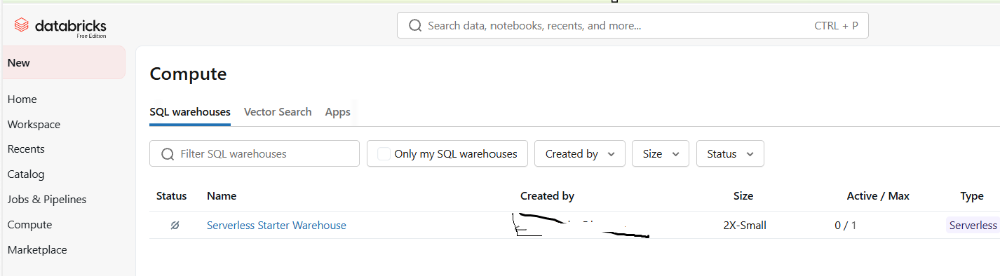 databricks
Free Edition
Search data, notebooks, recents, and more... CTRL + P
New
Home
Workspace
Recents
Catalog
Jobs & Pipelines
Compute
Marketplace
Compute
SQL warehouses Vector Search Apps
Filter SQL warehouses Only my SQL warehouses Created by Size Status
Status Name Created by Size Active / Max Type
Serverless Starter Warehouse 2X-Small 0 / 1 Serverless